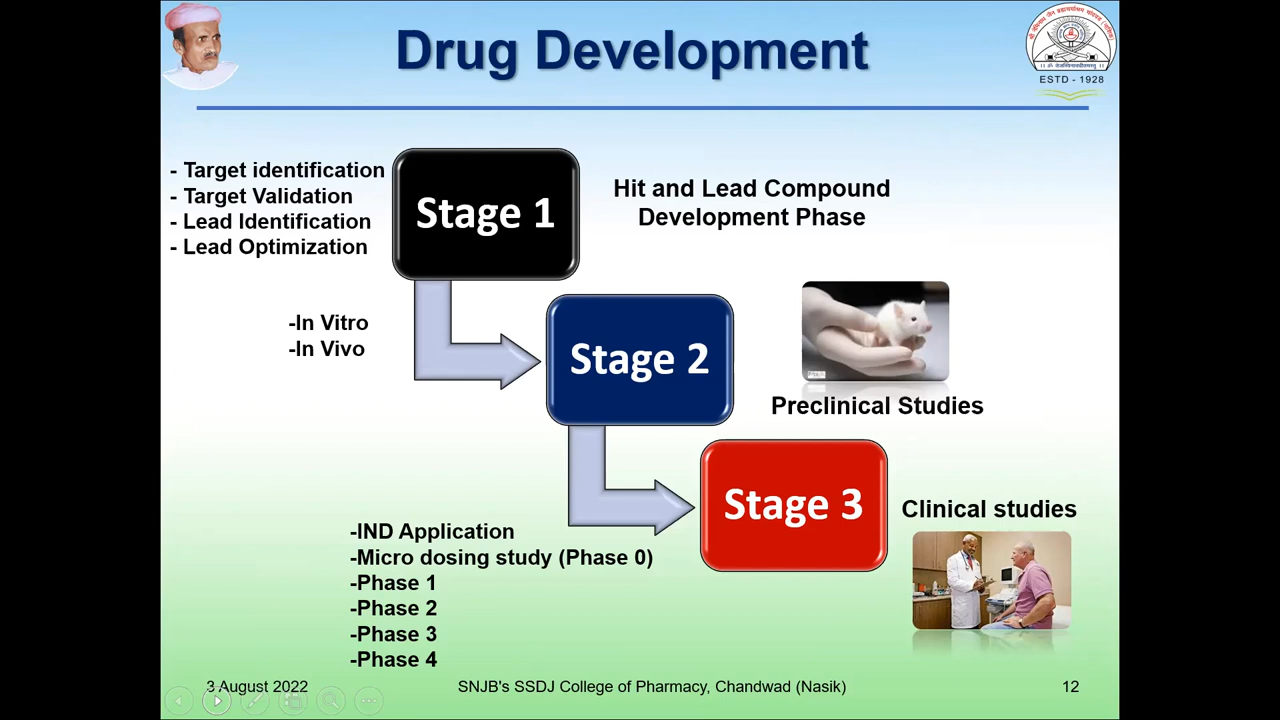 Drug Development
ESTD - 1928
- Target identification
- Target Validation
- Lead Identification
- Lead Optimization
Stage 1
Hit and Lead Compound
Development Phase
-In Vitro
-In Vivo
Stage 2
Preclinical Studies
Stage 3
Clinical studies
-IND Application
-Micro dosing study (Phase 0)
-Phase 1
-Phase 2
-Phase 3
-Phase 4
3 August 2022
SNJB's SSDJ College of Pharmacy, Chandwad (Nasik)
12